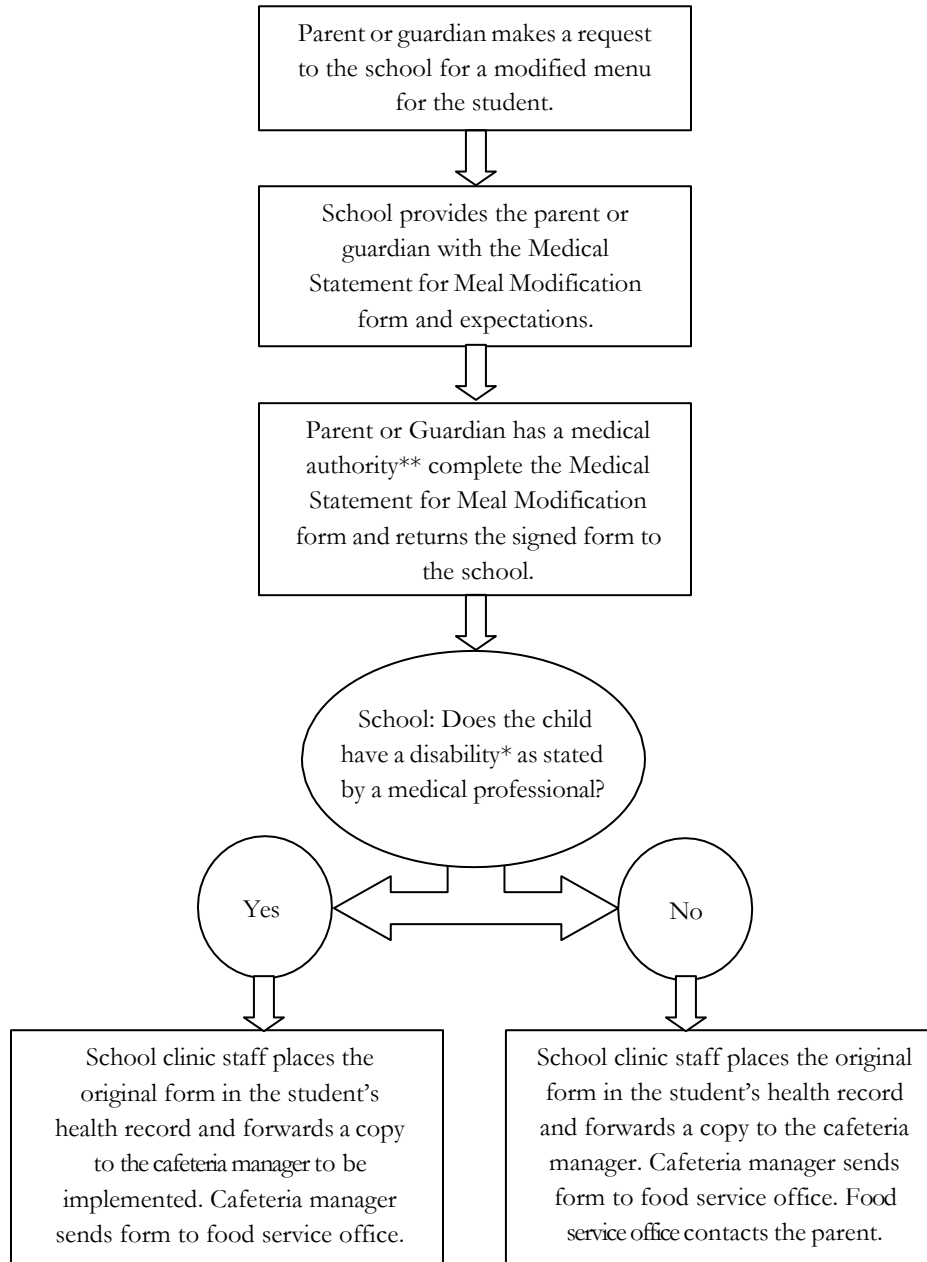 Parent or guardian makes a request
to the school for a modified menu
for the student.
School provides the parent or
guardian with the Medical
Statement for Meal Modification
form and expectations.
Parent or Guardian has a medical
authority** complete the Medical
Statement for Meal Modification
form and returns the signed form to
the school.
School: Does the child
have a disability* as stated
by a medical professional?
Yes
No
School clinic staff places the
original form in the student’s
health record and forwards a copy
to the cafeteria manager to be
implemented. Cafeteria manager
sends form to food service office.
School clinic staff places the original
form in the student’s health record
and forwards a copy to the cafeteria
manager. Cafeteria manager sends
form to food service office. Food
service office contacts the parent.